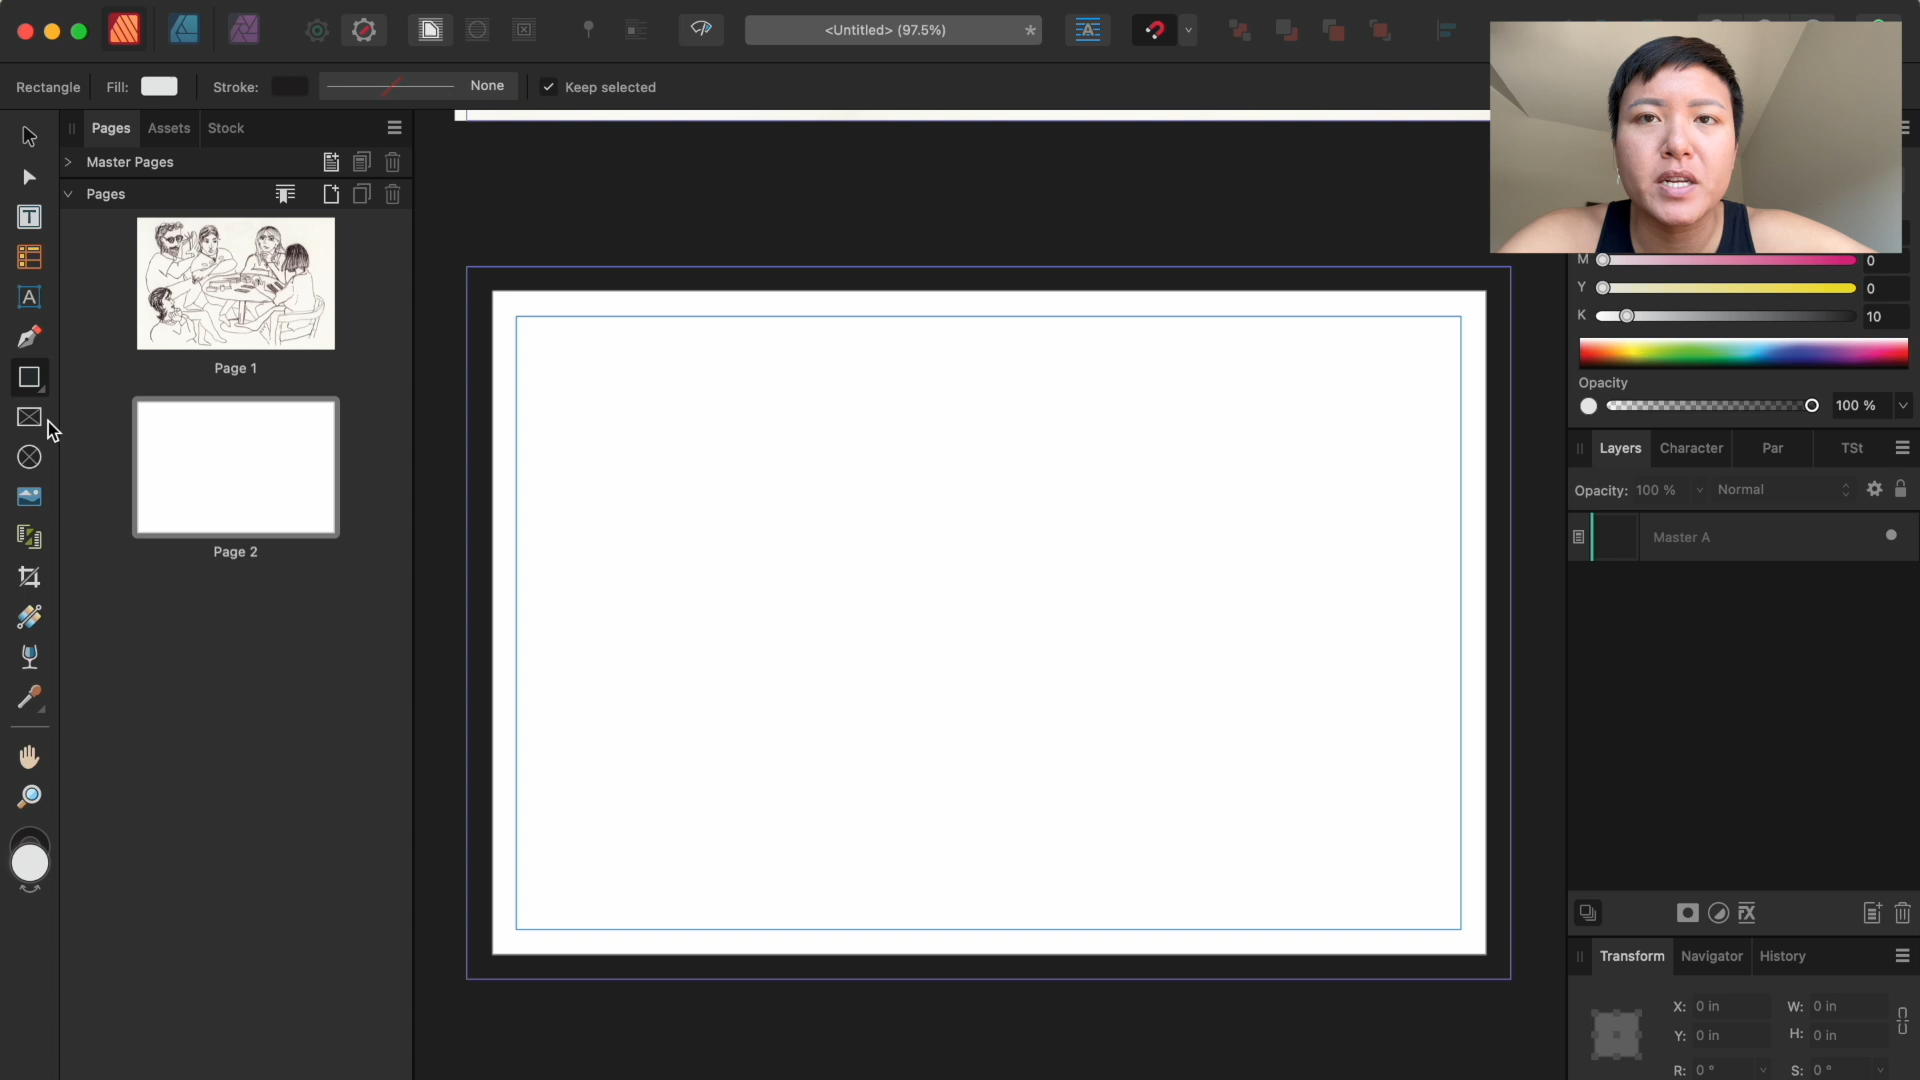 <Untitled> (97.5%)
*
Rectangle
Fill:
Stroke:
None
Keep selected
Pages
Assets
Stock
Master Pages
Pages
Page 1
Page 2
M
0
Y
0
K
10
Opacity
100 %
Layers
Character
Par
TSt
Opacity:
100 %
Normal
Master A
Transform
Navigator
History
X: 0 in
W: 0 in
Y: 0 in
H: 0 in
R: 0 °
S: 0 °